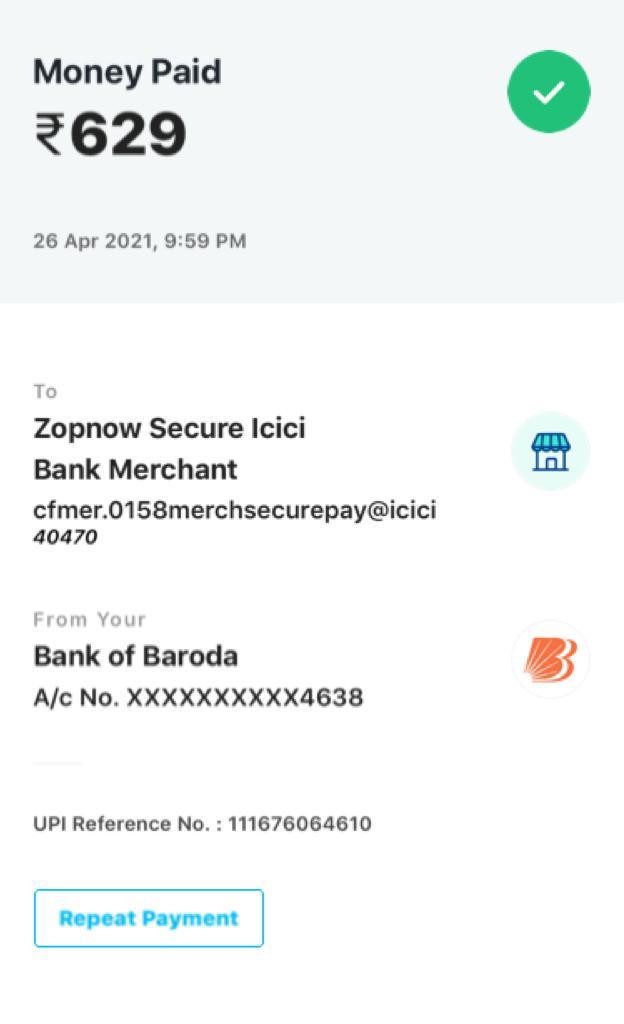 Money Paid
₹629
26 Apr 2021, 9:59 PM
To
Zopnow Secure Icici
Bank Merchant
cfmer.0158merchsecurepay@icici
40470
From Your
Bank of Baroda
A/c No. XXXXXXXXXX4638
UPI Reference No. : 111676064610
Repeat Payment